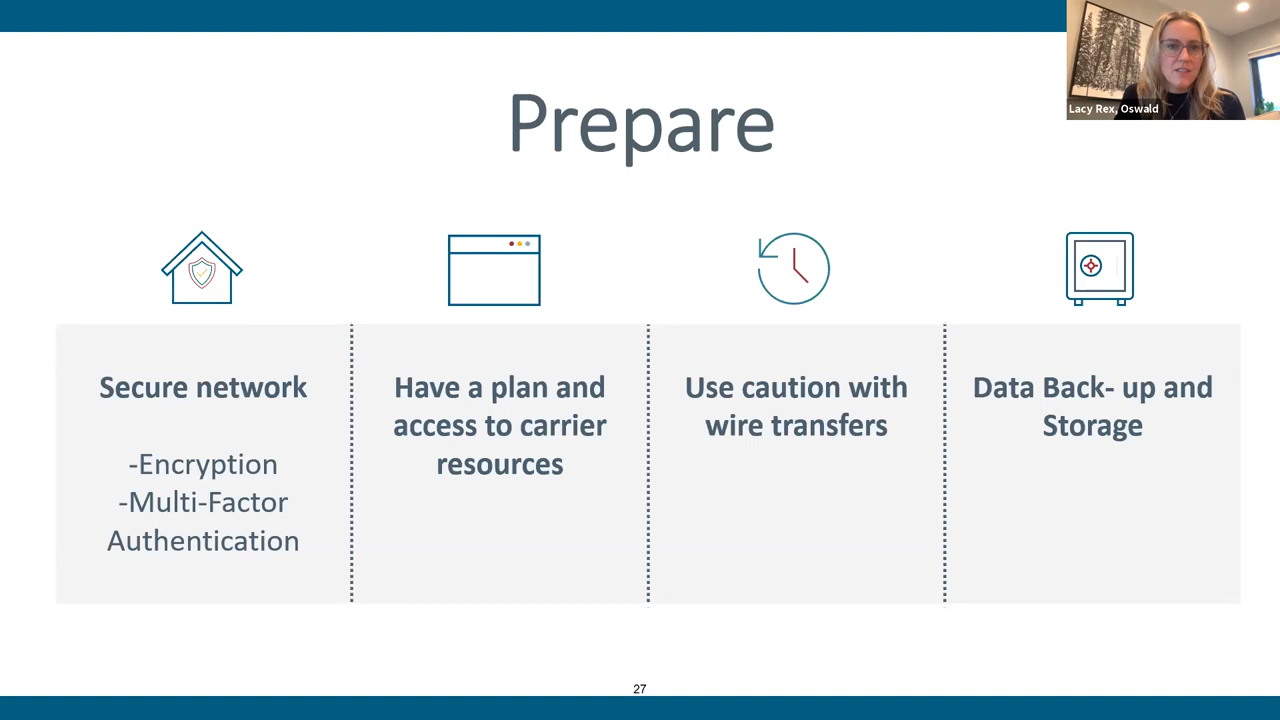 Prepare
Lacy Rex, Oswald
Secure network
-Encryption
-Multi-Factor
Authentication
Have a plan and
access to carrier
resources
Use caution with
wire transfers
Data Back- up and
Storage
27